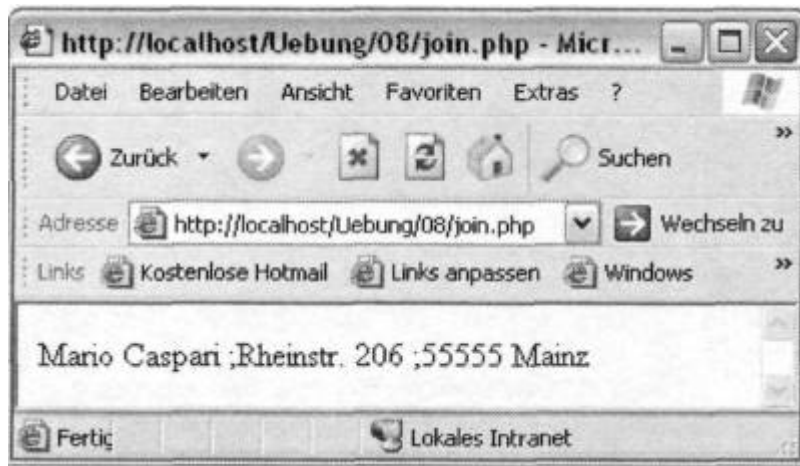 http://localhost/Uebung/08/join.php - Micr...
Datei Bearbeiten Ansicht Favoriten Extras ?
Zurück Suchen »
Adresse http://localhost/Uebung/08/join.php Wechseln zu
Links Kostenlose Hotmail Links anpassen Windows »
Mario Caspari ;Rheinstr. 206 ;55555 Mainz
Fertig Lokales Intranet